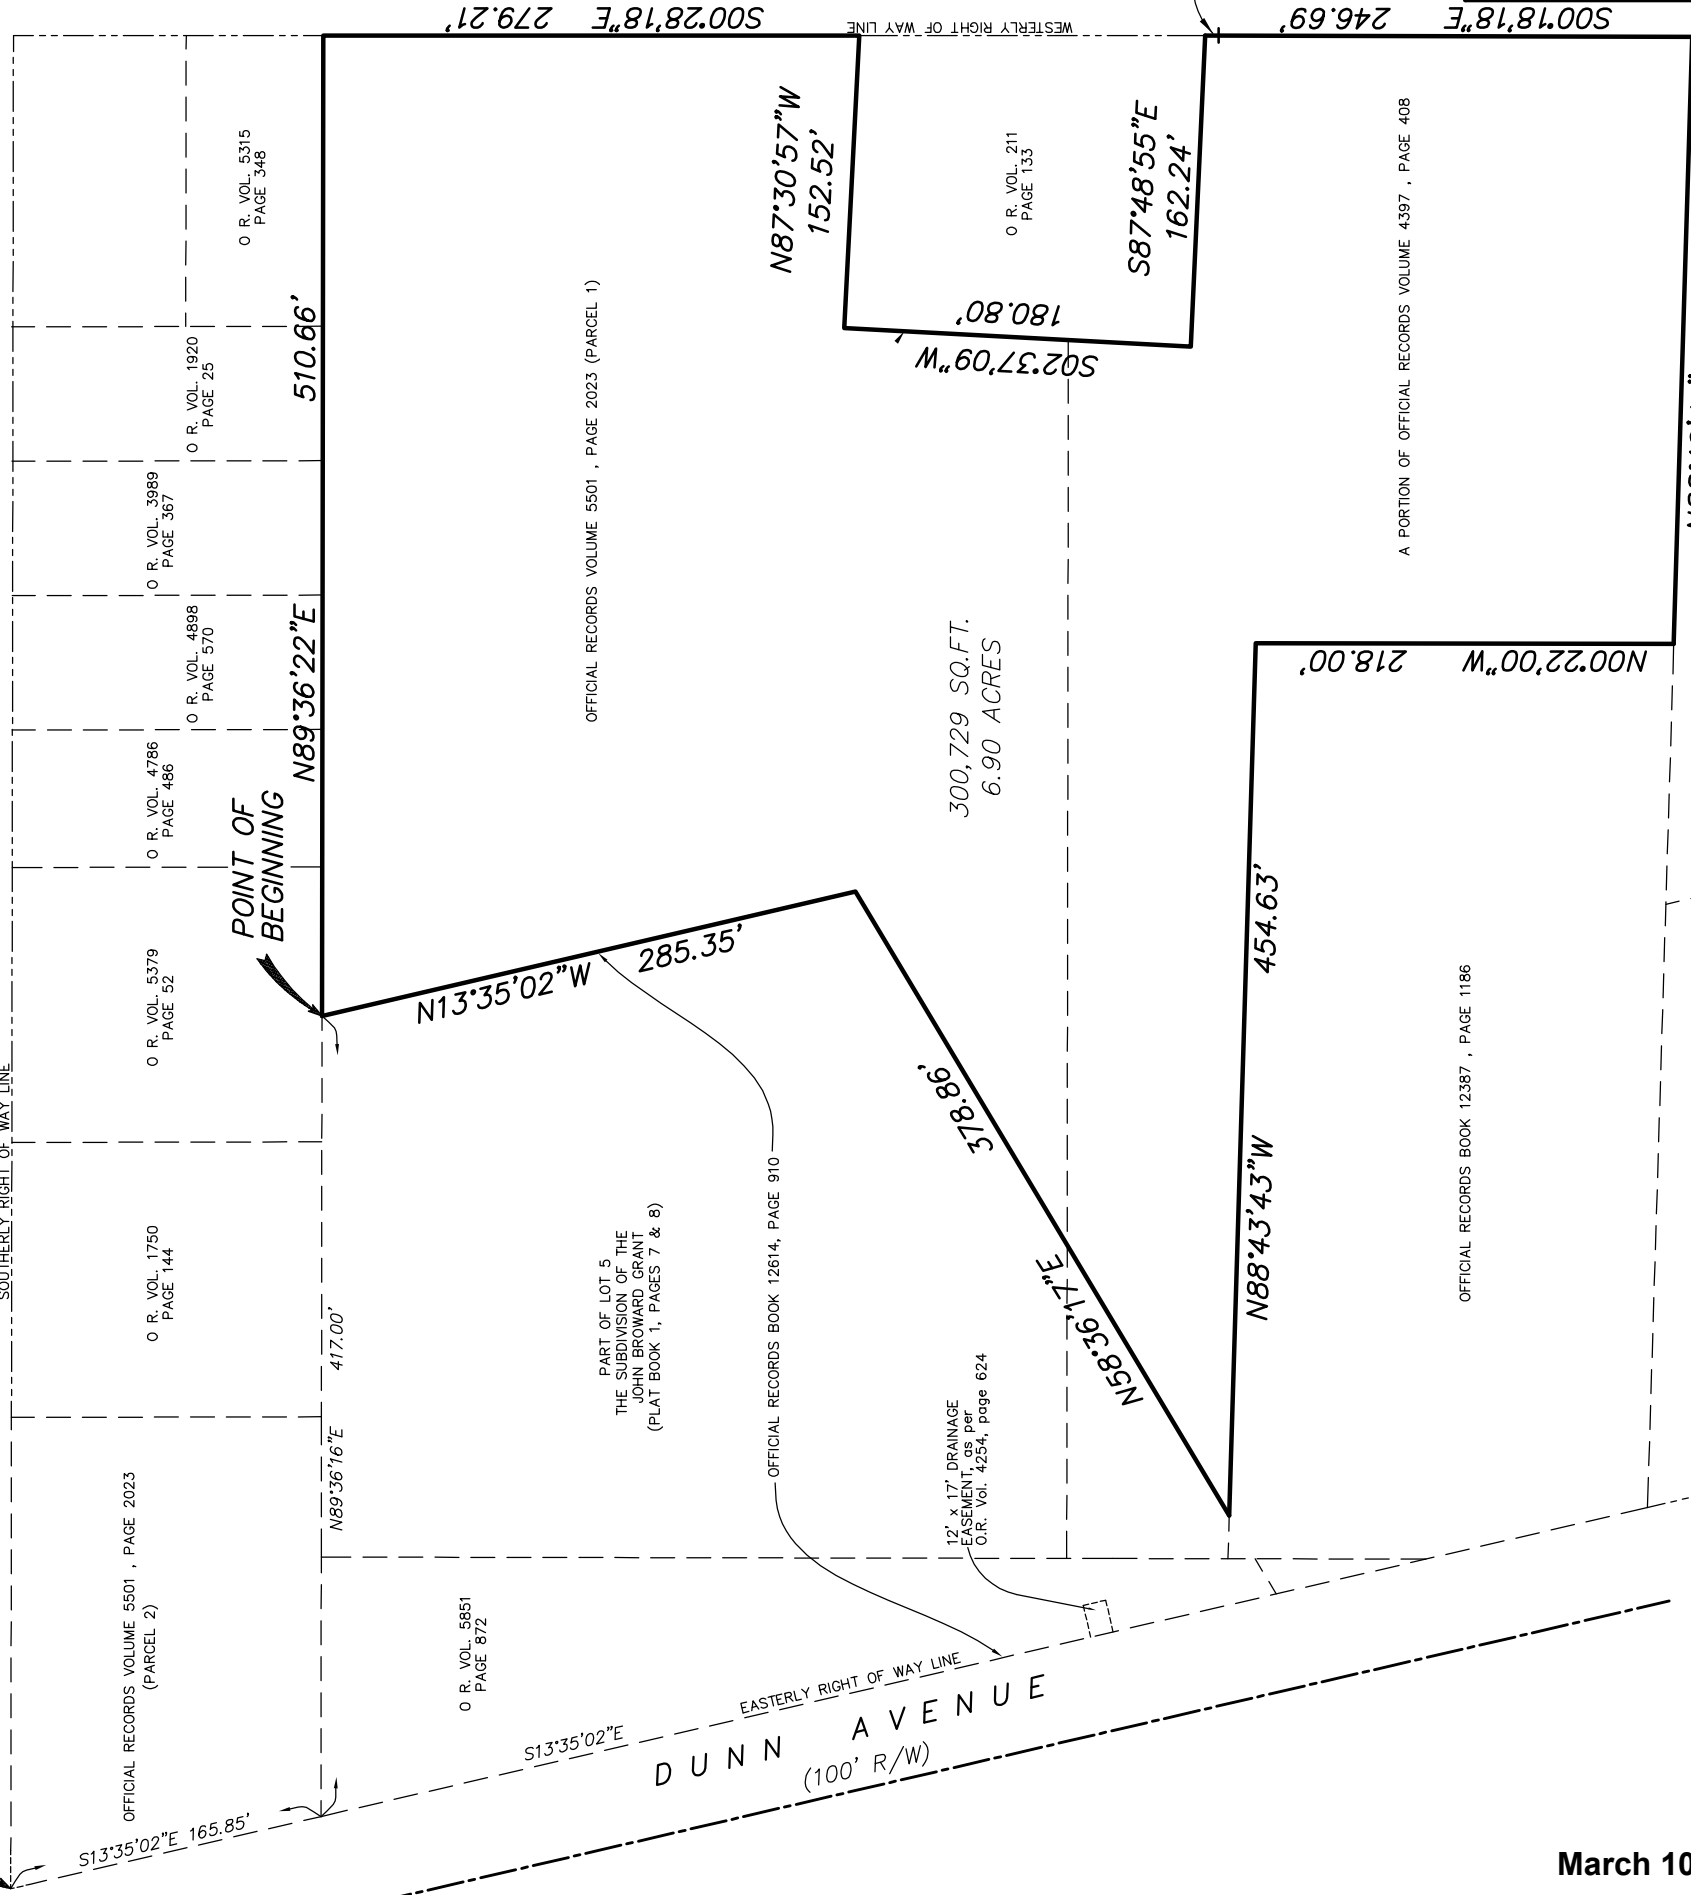 S00°28'18"E 279.21'
WESTERLY RIGHT OF WAY LINE
S00°18'18"E 246.69'
O R. VOL. 5315
PAGE 348
N87°30'57"W
152.52'
O R. VOL. 211
PAGE 133
S87°48'55"E
162.24'
A PORTION OF OFFICIAL RECORDS VOLUME 4397 , PAGE 408
180.80'
S02°37'09"W
510.66'
N89°36'22"E
O R. VOL. 1920
PAGE 25
O R. VOL. 3989
PAGE 367
O R. VOL. 4898
PAGE 570
O R. VOL. 4786
PAGE 486
OFFICIAL RECORDS VOLUME 5501 , PAGE 2023 (PARCEL 1)
300,729 SQ.FT.
6.90 ACRES
N00°22'00"W 218.00'
POINT OF
BEGINNING
O R. VOL. 5379
PAGE 52
N13°35'02"W 285.35'
378.86'
N58°36'17"E
454.63'
N88°43'43"W
OFFICIAL RECORDS BOOK 12387 , PAGE 1186
SOUTHERLY RIGHT OF WAY LINE
O R. VOL. 1750
PAGE 144
417.00'
N89°36'16"E
PART OF LOT 5
THE SUBDIVISION OF THE
JOHN BROWARD GRANT
(PLAT BOOK 1, PAGES 7 & 8)
OFFICIAL RECORDS BOOK 12614, PAGE 910
12' x 17' DRAINAGE
EASEMENT, as per
O.R. Vol. 4254, page 624
OFFICIAL RECORDS VOLUME 5501 , PAGE 2023
(PARCEL 2)
O R. VOL. 5851
PAGE 872
EASTERLY RIGHT OF WAY LINE
S13°35'02"E
DUNN AVENUE
(100' R/W)
S13°35'02"E 165.85'
March 10